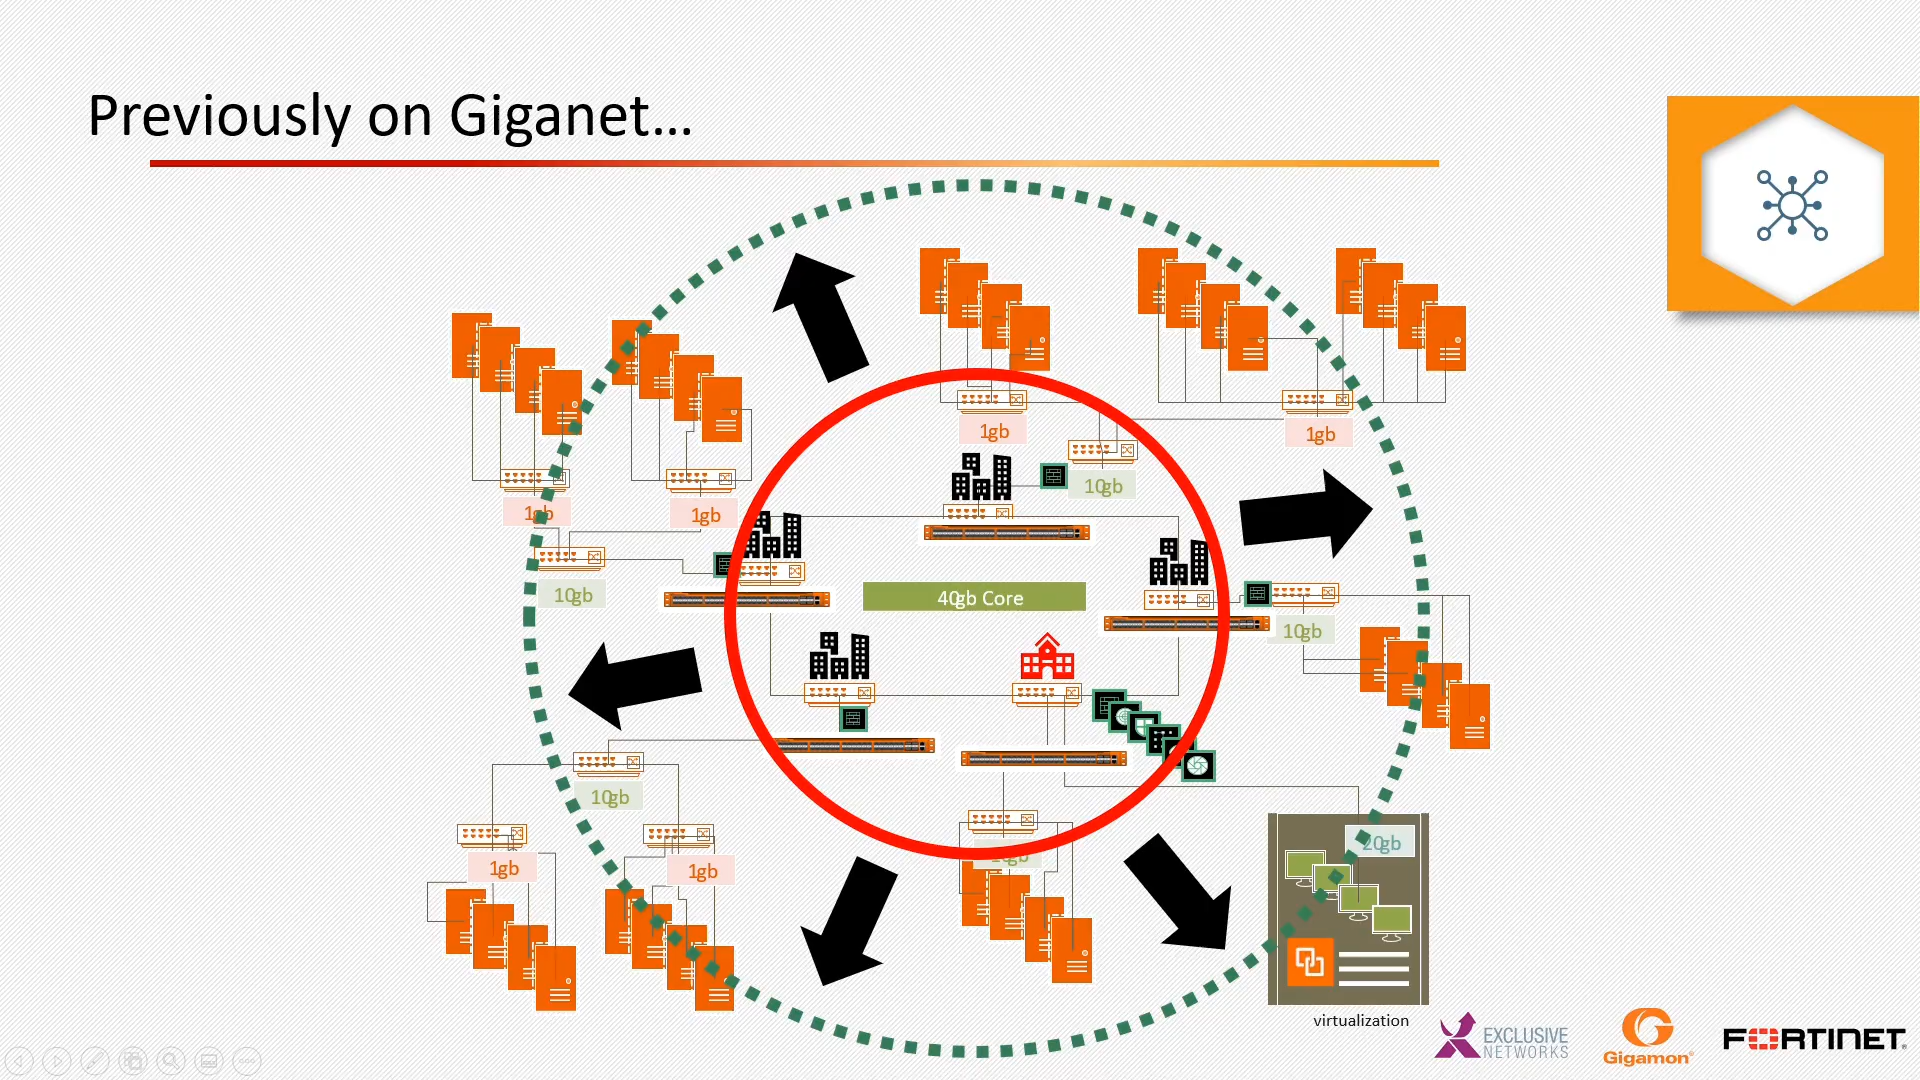 Previously on Giganet...
1gb
1gb
10gb
1gb
1gb
10gb
40gb Core
10gb
10gb
20gb
1gb
1gb
virtualization
EXCLUSIVE
NETWORKS
Gigamon®
FORTINET®